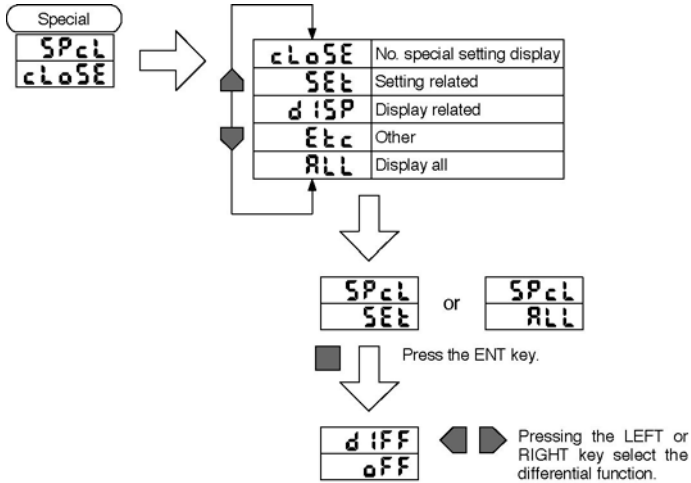 Special
SPcL
cLoSE
cLoSE No. special setting display
SEt Setting related
dISP Display related
Etc Other
ALL Display all
SPcL
SEt
or
SPcL
ALL
Press the ENT key.
dIFF
oFF
Pressing the LEFT or
RIGHT key select the
differential function.